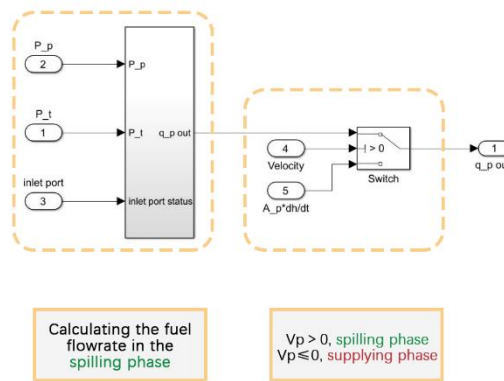 P_p
2
P_p
P_t
1
P_t
q_p out
inlet port
3
inlet port status
4
Velocity
! > 0
5
A_p*dh/dt
Switch
1
q_p ou
Calculating the fuel
flowrate in the
spilling phase
Vp > 0, spilling phase
Vp≤0, supplying phase